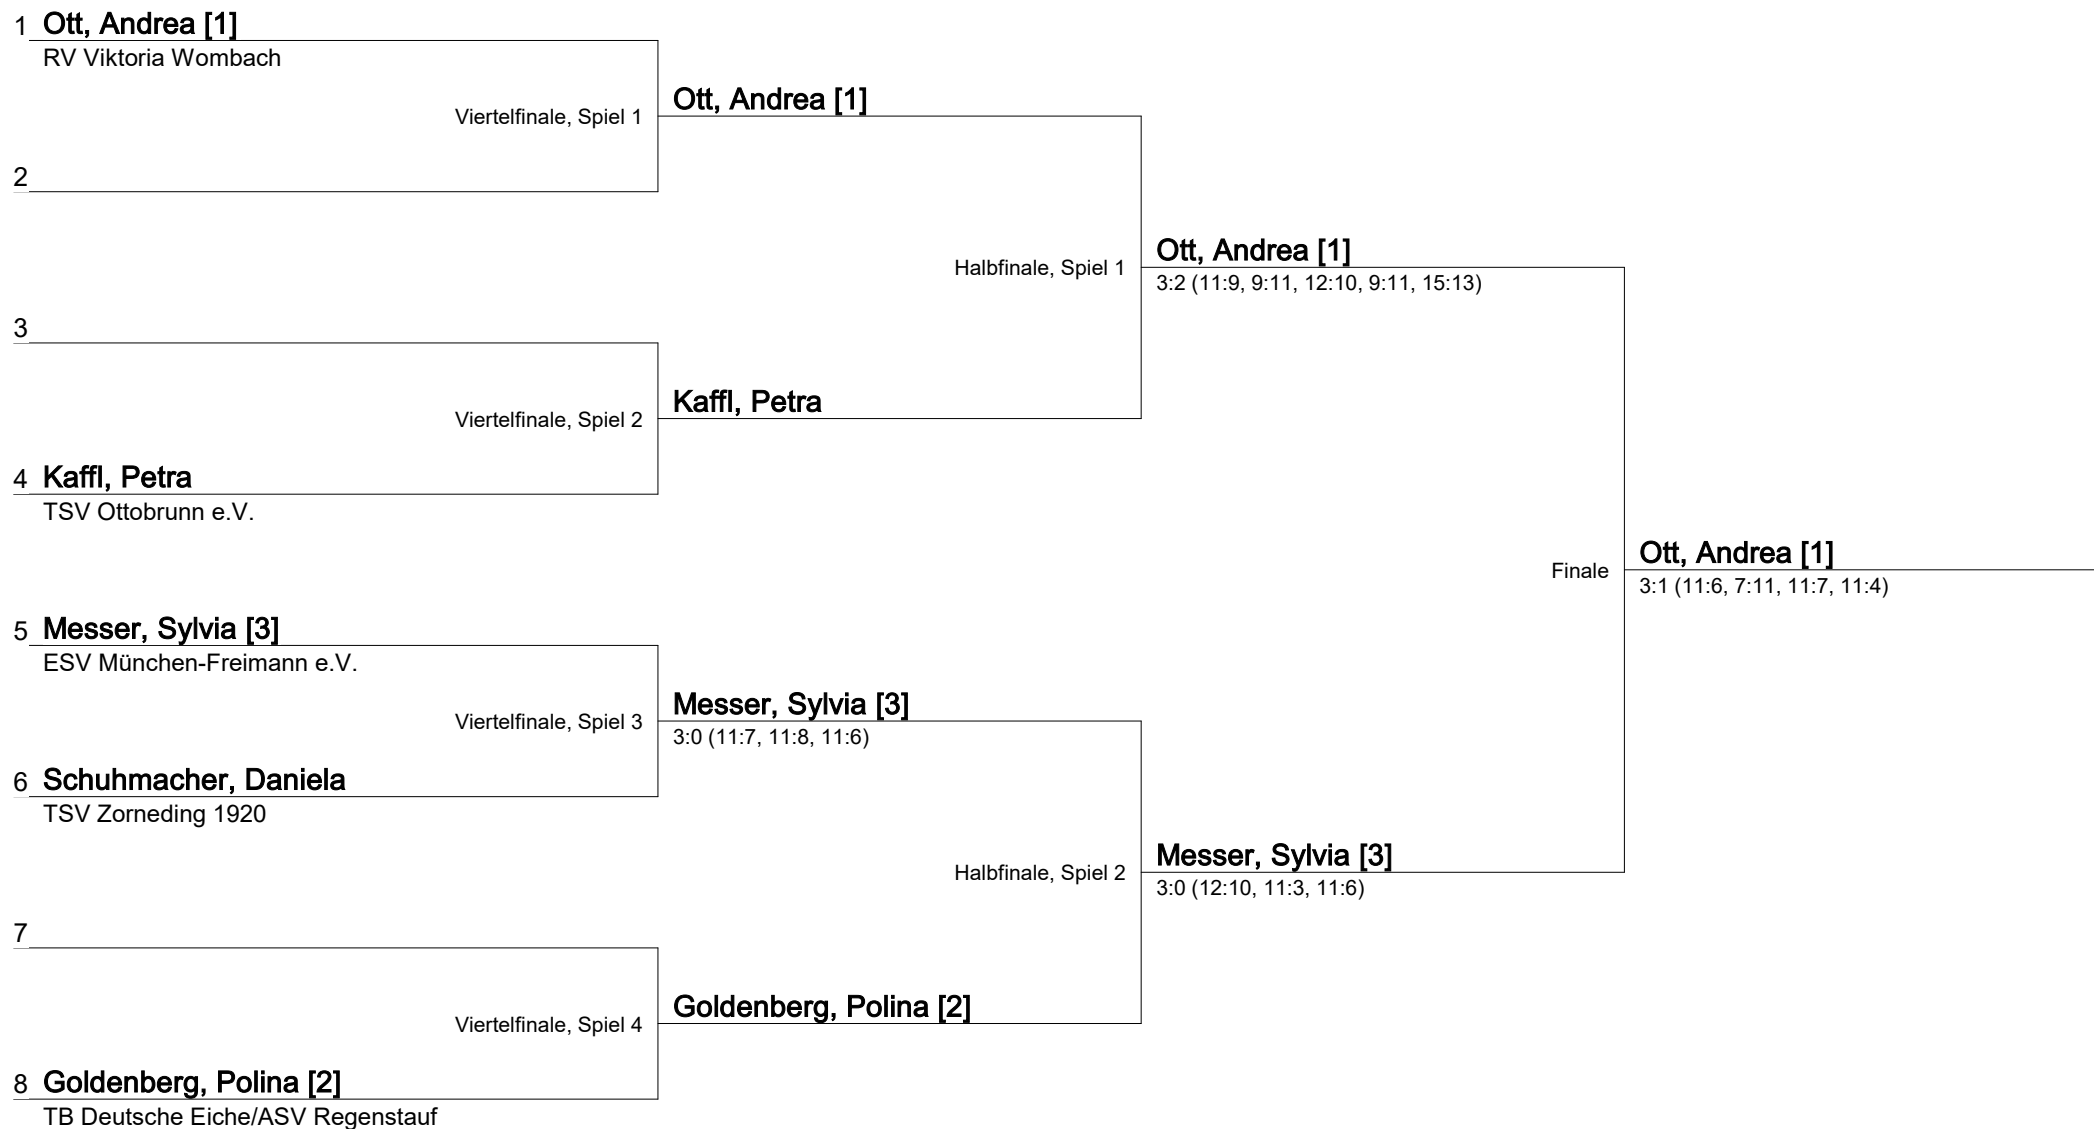 1 Ott, Andrea [1]
RV Viktoria Wombach
Viertelfinale, Spiel 1
Ott, Andrea [1]
2
Halbfinale, Spiel 1
Ott, Andrea [1]
3:2 (11:9, 9:11, 12:10, 9:11, 15:13)
3
Viertelfinale, Spiel 2
Kaffl, Petra
4 Kaffl, Petra
TSV Ottobrunn e.V.
Finale
Ott, Andrea [1]
3:1 (11:6, 7:11, 11:7, 11:4)
5 Messer, Sylvia [3]
ESV München-Freimann e.V.
Viertelfinale, Spiel 3
Messer, Sylvia [3]
3:0 (11:7, 11:8, 11:6)
6 Schuhmacher, Daniela
TSV Zorneding 1920
Halbfinale, Spiel 2
Messer, Sylvia [3]
3:0 (12:10, 11:3, 11:6)
7
Viertelfinale, Spiel 4
Goldenberg, Polina [2]
8 Goldenberg, Polina [2]
TB Deutsche Eiche/ASV Regenstauf